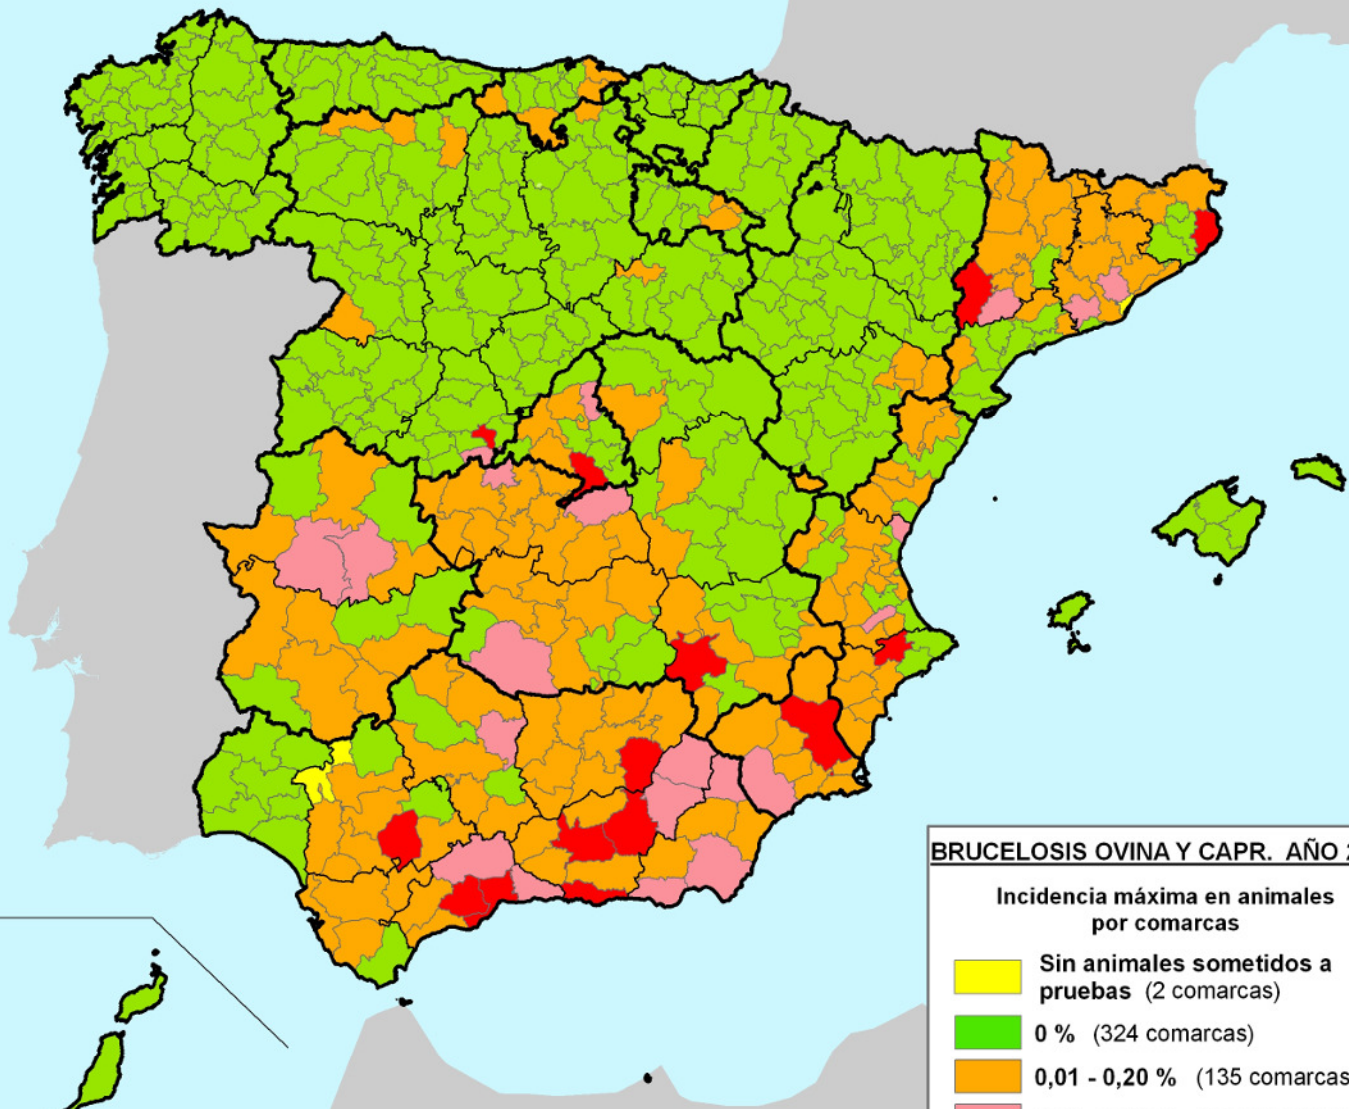 BRUCELOSIS OVINA Y CAPR. AÑO
Incidencia máxima en animales
por comarcas
Sin animales sometidos a
pruebas (2 comarcas)
0 % (324 comarcas)
0,01 - 0,20 % (135 comarcas